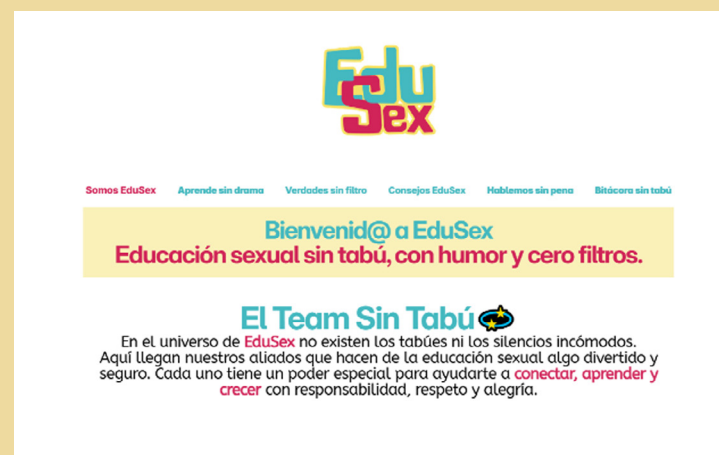 Edu
Sex
Somos EduSex Aprende sin drama Verdades sin filtro Consejos EduSex Hablemos sin pena Bitácora sin tabú
Bienvenid@ a EduSex
Educación sexual sin tabú, con humor y cero filtros.
El Team Sin Tabú
En el universo de EduSex no existen los tabúes ni los silencios incómodos.
Aquí llegan nuestros aliados que hacen de la educación sexual algo divertido y
seguro. Cada uno tiene un poder especial para ayudarte a conectar, aprender y
crecer con responsabilidad, respeto y alegría.